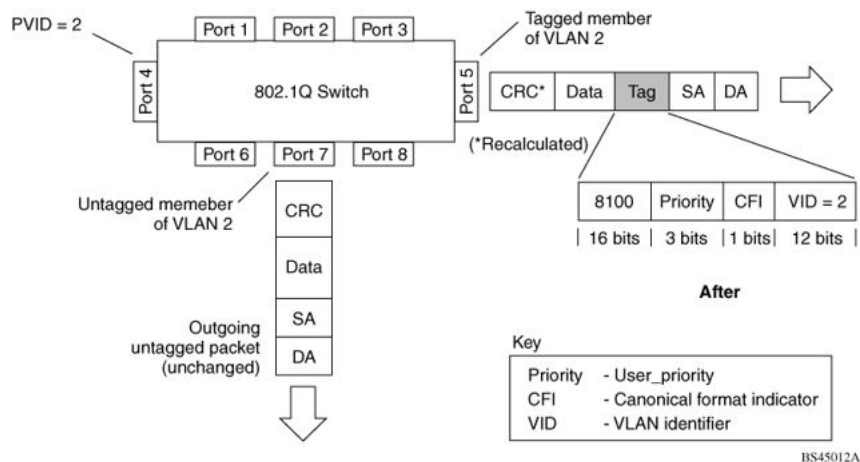 PVID = 2
Port 1
Port 2
Port 3
Tagged member
of VLAN 2
Port 4
802.1Q Switch
Port 5
CRC* Data Tag SA DA
(*Recalculated)
Port 6
Port 7
Port 8
Untagged memeber
of VLAN 2
CRC
Data
SA
DA
Outgoing
untagged packet
(unchanged)
8100 Priority CFI VID = 2
16 bits 3 bits 1 bits 12 bits
After
Key
Priority - User_priority
CFI - Canonical format indicator
VID - VLAN identifier
BS45012A